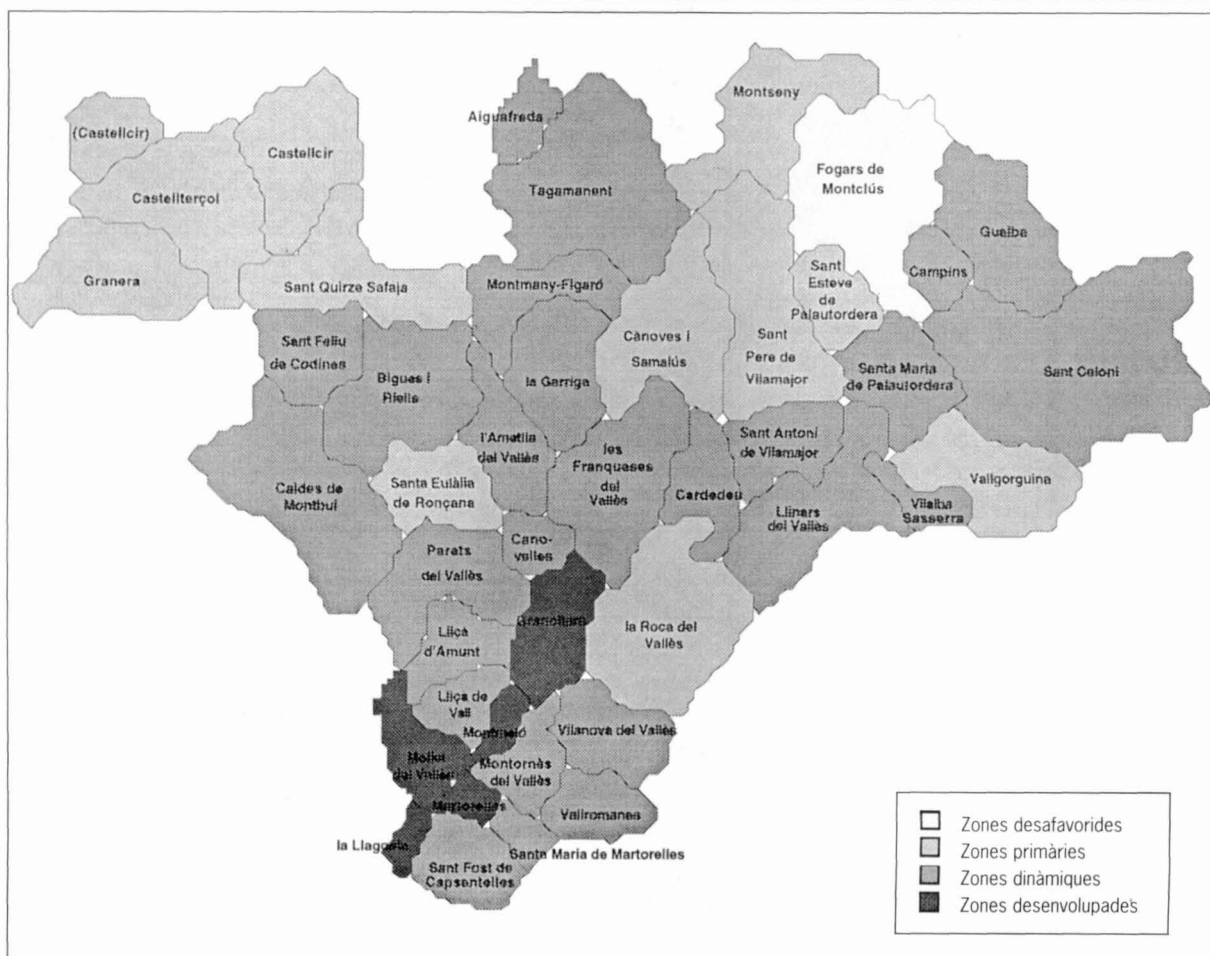 Montseny
Aiguafreda
(Castellcir)
Castellcir
Fogars de
Montclús
Castellterçol
Tagamanent
Gualba
Granera
Sant Quirze Safaja
Montmany-Figaró
Campins
Sant
Esteve
de
Palautordera
Sant Feliu
de Codines
Cànoves i
Samalús
Sant
Pere de
Vilamajor
Bigues i
Riells
la Garriga
Santa Maria
de Palautordera
Sant Celoni
l'Ametlla
del Vallès
les
Franqueses
del
Vallès
Sant Antoni
de Vilamajor
Vallgorguina
Caldes de
Montbui
Santa Eulàlia
de Ronçana
Cardedeu
Llinars
del Vallès
Vilalba
Sasserra
Cano-
velles
Parets
del Vallès
Granollers
la Roca del
Vallès
Lliçà
d'Amunt
Lliça de
Vall
Montmeló
Vilanova del Vallès
Mollet
del Vallès
Montornès
del Vallès
Martorelles
Vallromanes
la Llagosta
Santa Maria de Martorelles
Sant Fost de
Capsentelles
Zones desafavorides
Zones primàries
Zones dinàmiques
Zones desenvolupades